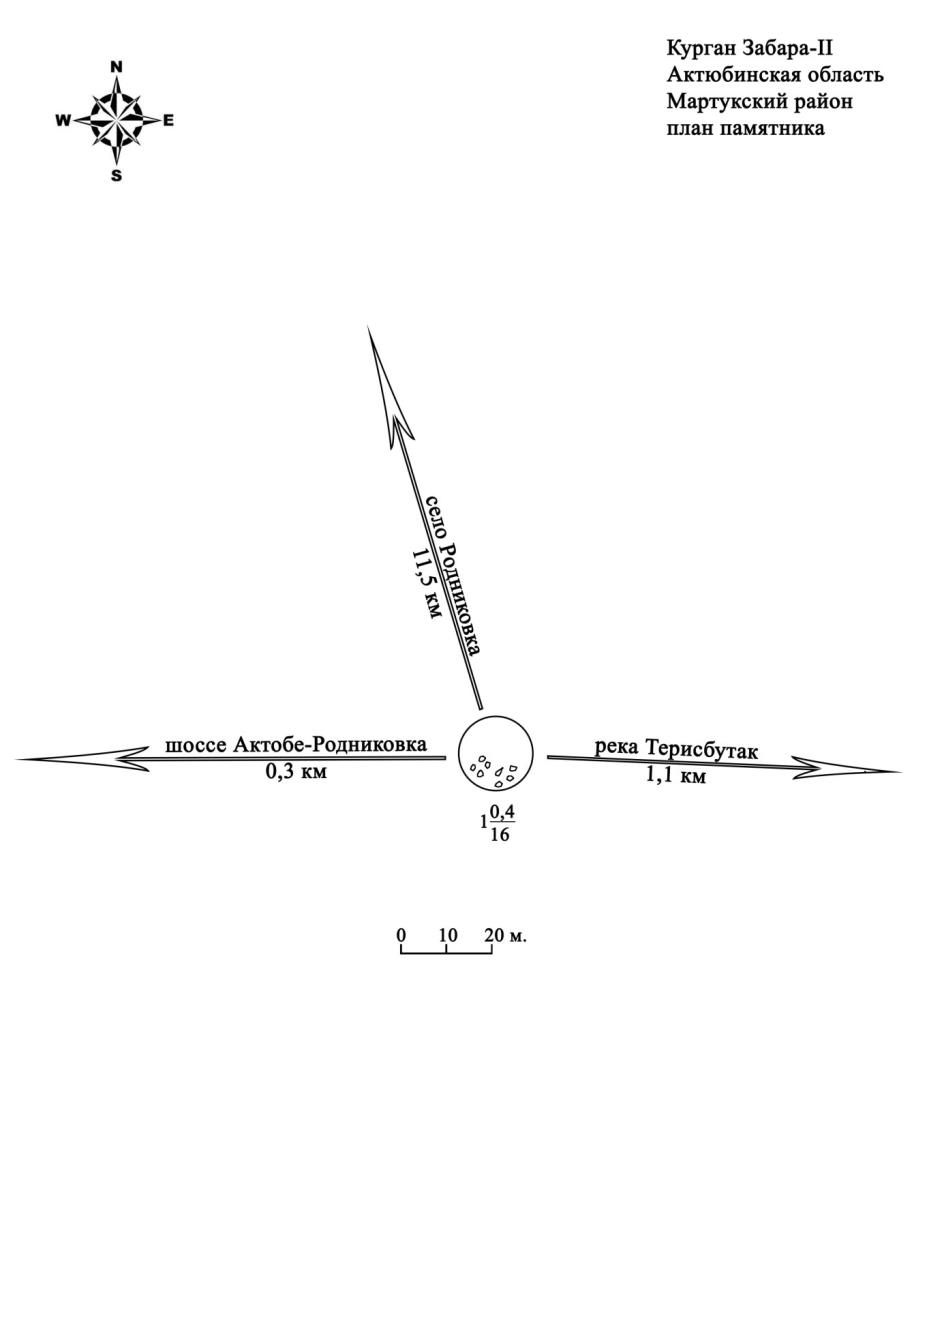 Курган Забара-II
Актюбинская область
Мартукский район
план памятника
N
W E
S
село Родниковка
11,5 км
шоссе Актобе-Родниковка
0,3 км
река Терисбутак
1,1 км
1 0,4/16
0 10 20 м.